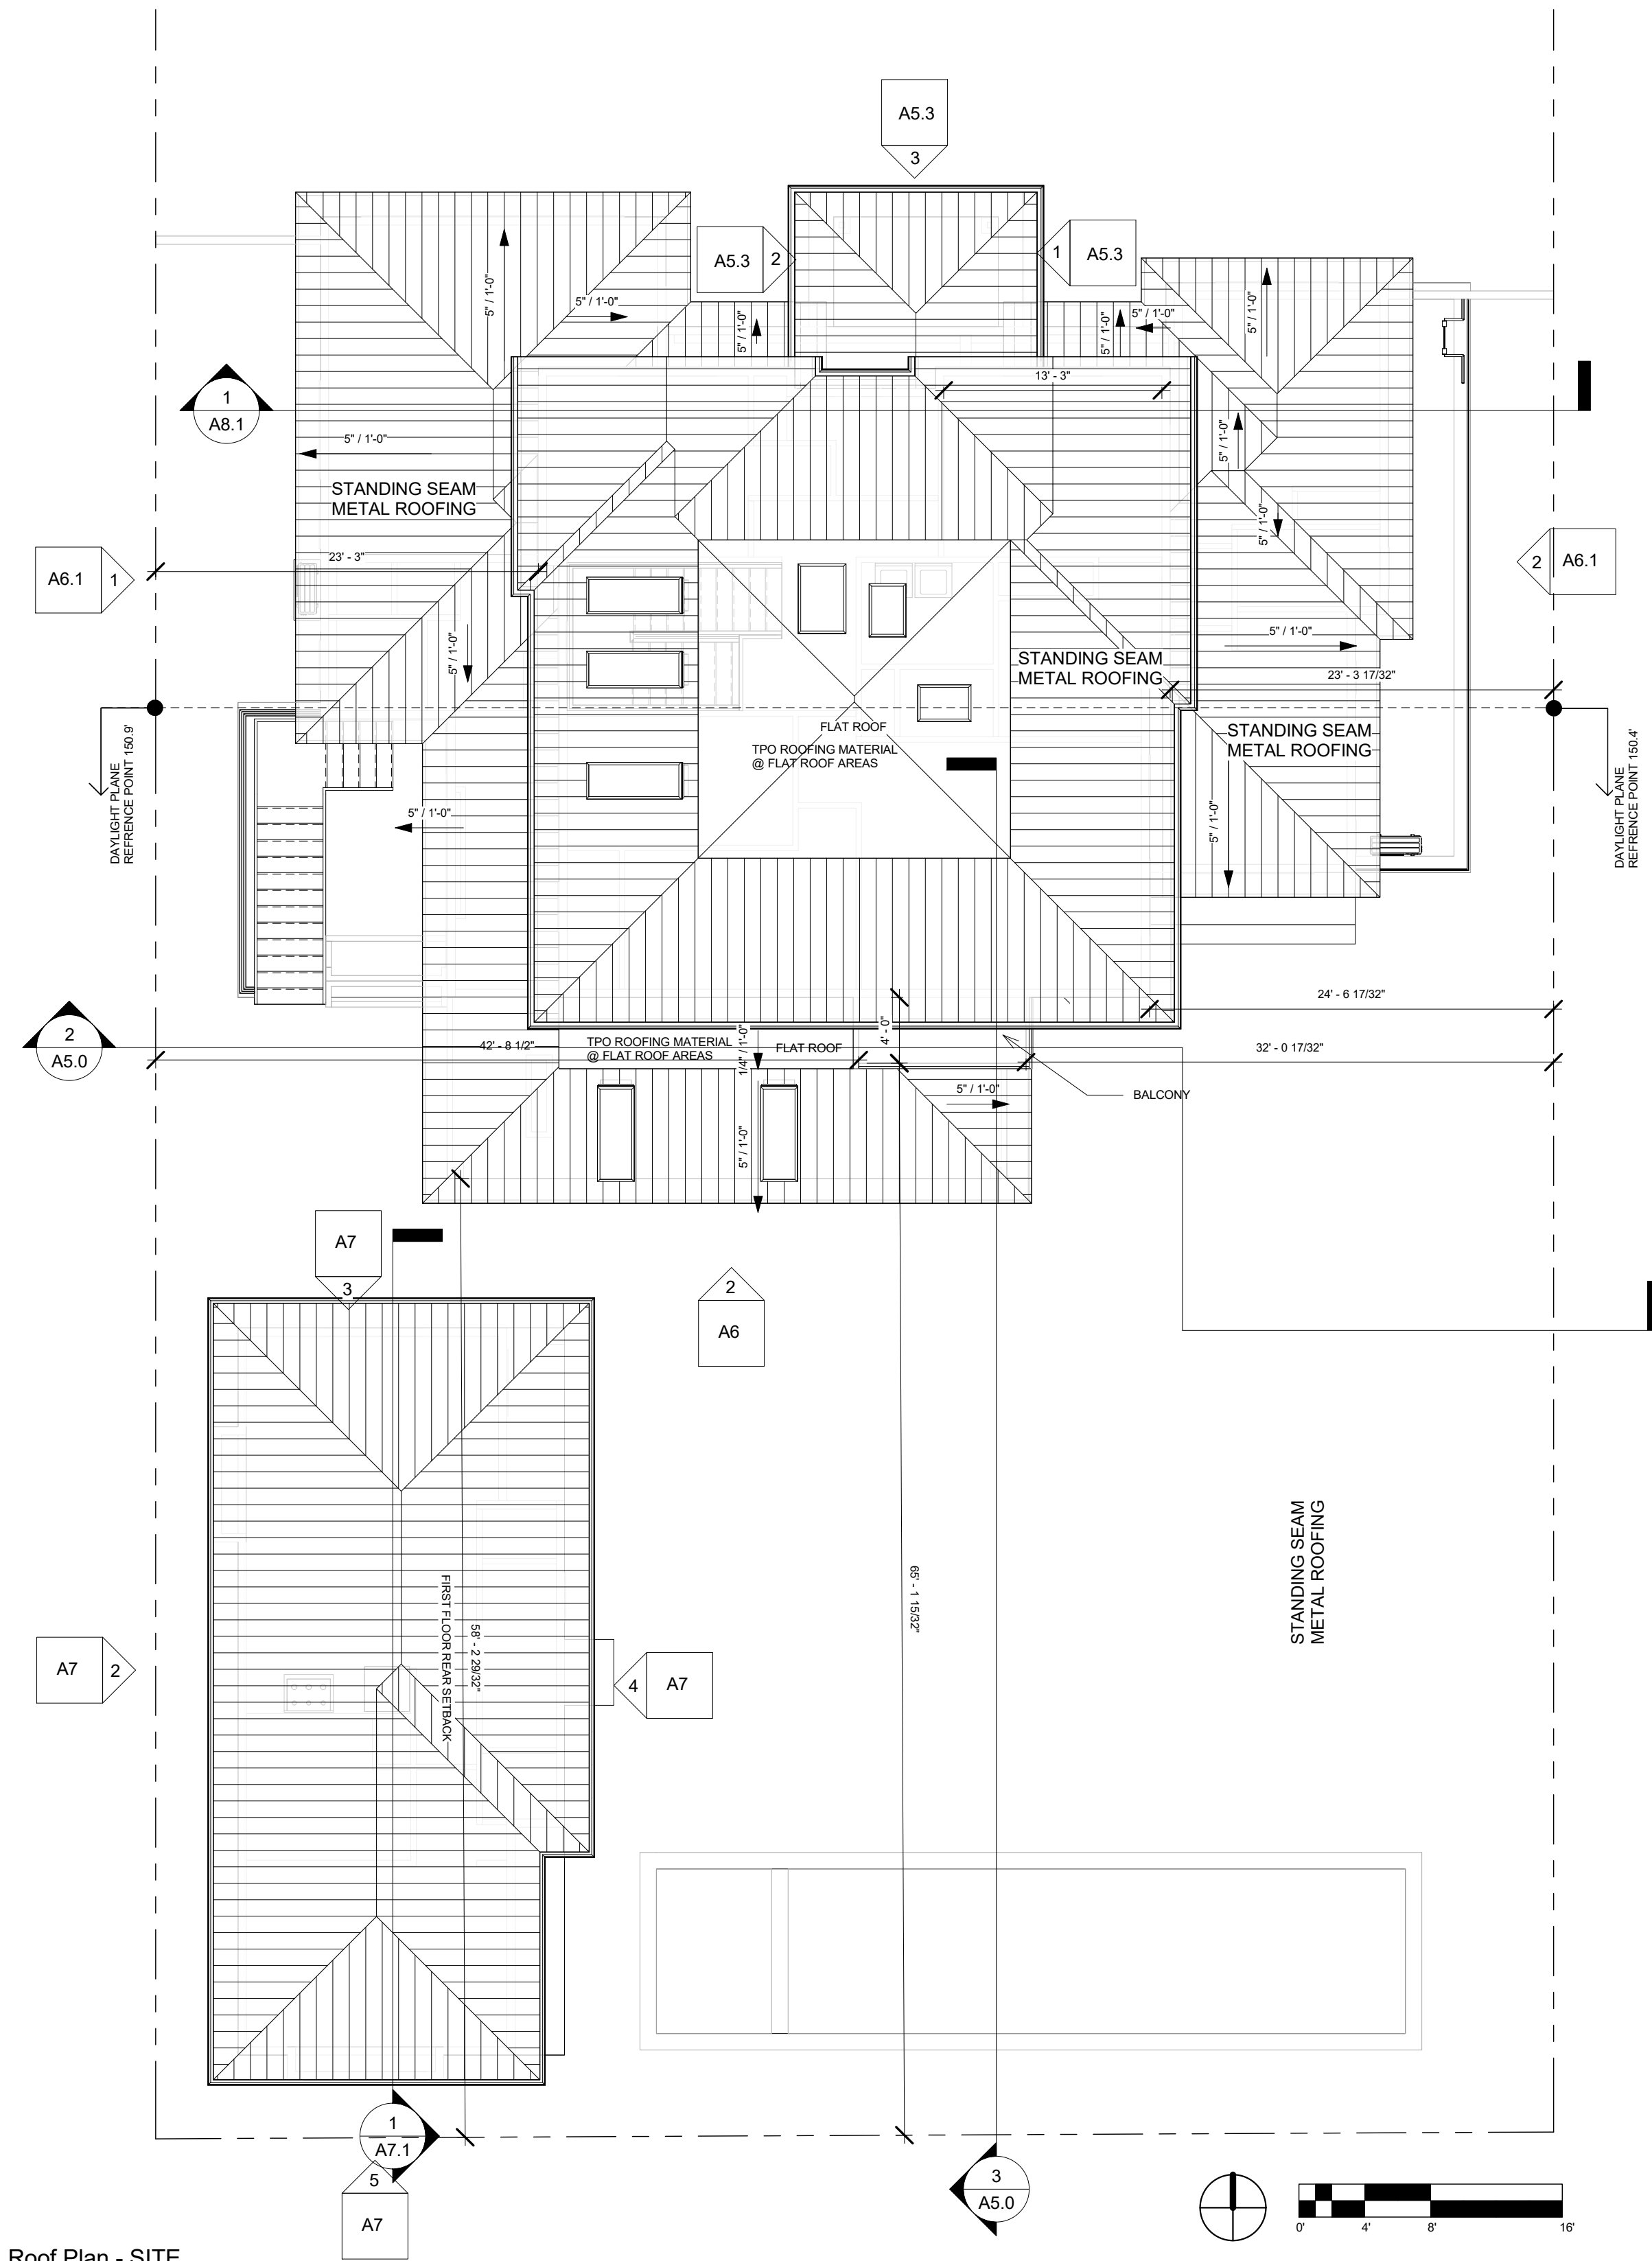 A5.3
3
A5.3
2
1
A5.3
5" / 1'-0"
5" / 1'-0"
5" / 1'-0"
5" / 1'-0"
5" / 1'-0"
5" / 1'-0"
13' - 3"
1
A8.1
5" / 1'-0"
5" / 1'-0"
STANDING SEAM
METAL ROOFING
5" / 1'-0"
23' - 3"
A6.1
1
2
A6.1
5" / 1'-0"
5" / 1'-0"
STANDING SEAM
METAL ROOFING
23' - 3 17/32"
FLAT ROOF
STANDING SEAM
METAL ROOFING
TPO ROOFING MATERIAL
@ FLAT ROOF AREAS
DAYLIGHT PLANE
REFRENCE POINT 150.9'
DAYLIGHT PLANE
REFRENCE POINT 150.4'
5" / 1'-0"
5" / 1'-0"
24' - 6 17/32"
2
A5.0
42' - 8 1/2"
TPO ROOFING MATERIAL
@ FLAT ROOF AREAS
1/4" / 1'-0"
FLAT ROOF
4' - 0"
32' - 0 17/32"
5" / 1'-0"
BALCONY
5" / 1'-0"
A7
3
2
A6
STANDING SEAM
METAL ROOFING
65' - 1 15/32"
FIRST FLOOR REAR SETBACK
58' - 2 29/32"
A7
2
4
A7
1
A7.1
5
A7
3
A5.0
0'
4'
8'
16'
Roof Plan - SITE